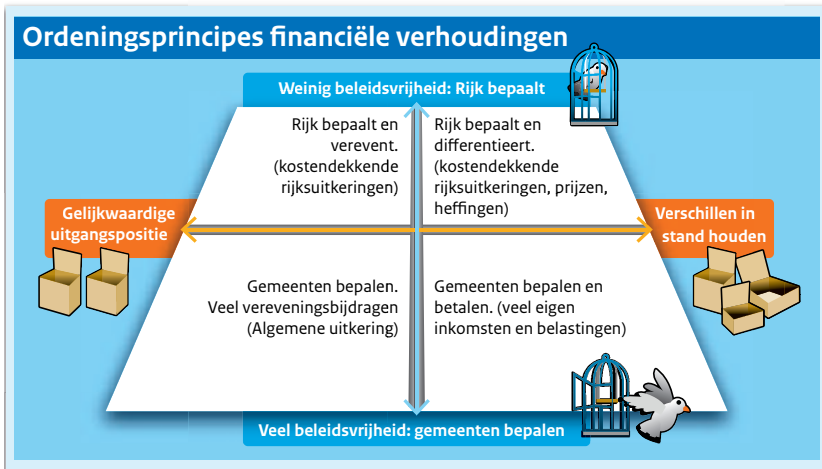 Ordeningsprincipes financiële verhoudingen
Weinig beleidsvrijheid: Rijk bepaalt
Rijk bepaalt en
verevent.
(kostendekkende
rijksuitkeringen)
Rijk bepaalt en
differentieert.
(kostendekkende
rijksuitkeringen, prijzen,
heffingen)
Gelijkwaardige
uitgangspositie
Verschillen in
stand houden
Gemeenten bepalen.
Veel vereveningsbijdragen
(Algemene uitkering)
Gemeenten bepalen en
betalen. (veel eigen
inkomsten en belastingen)
Veel beleidsvrijheid: gemeenten bepalen